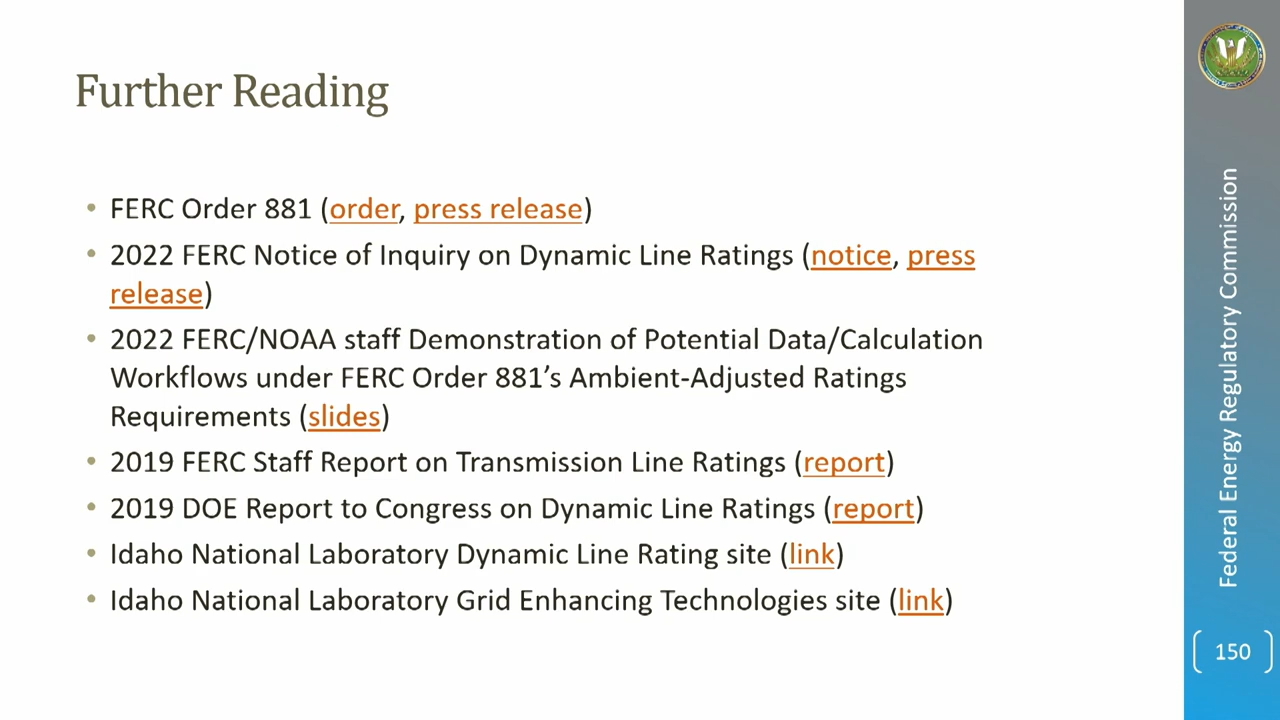 Further Reading
• FERC Order 881 (order, press release)
• 2022 FERC Notice of Inquiry on Dynamic Line Ratings (notice, press
release)
• 2022 FERC/NOAA staff Demonstration of Potential Data/Calculation
Workflows under FERC Order 881’s Ambient-Adjusted Ratings
Requirements (slides)
• 2019 FERC Staff Report on Transmission Line Ratings (report)
• 2019 DOE Report to Congress on Dynamic Line Ratings (report)
• Idaho National Laboratory Dynamic Line Rating site (link)
• Idaho National Laboratory Grid Enhancing Technologies site (link)
Federal Energy Regulatory Commission
150